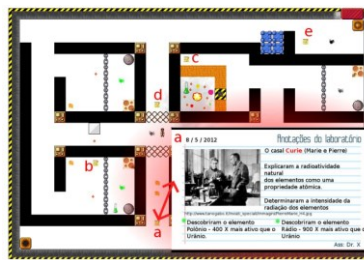 e
c
d
a
8 / 5 / 2012
Anotações do laboratório
O casal Curie (Marie e Pierre)
Explicaram a radioatividade
natural
dos elementos como uma
propriedade atômica.
b
Determinaram a intensidade da
radiação dos elementos
a
Descobriram o elemento
Polônio - 400 X mais ativo que o
Urânio.
Descobriram o elemento
Rádio - 900 X mais ativo que o
Urânio.
Ass: Dr. X